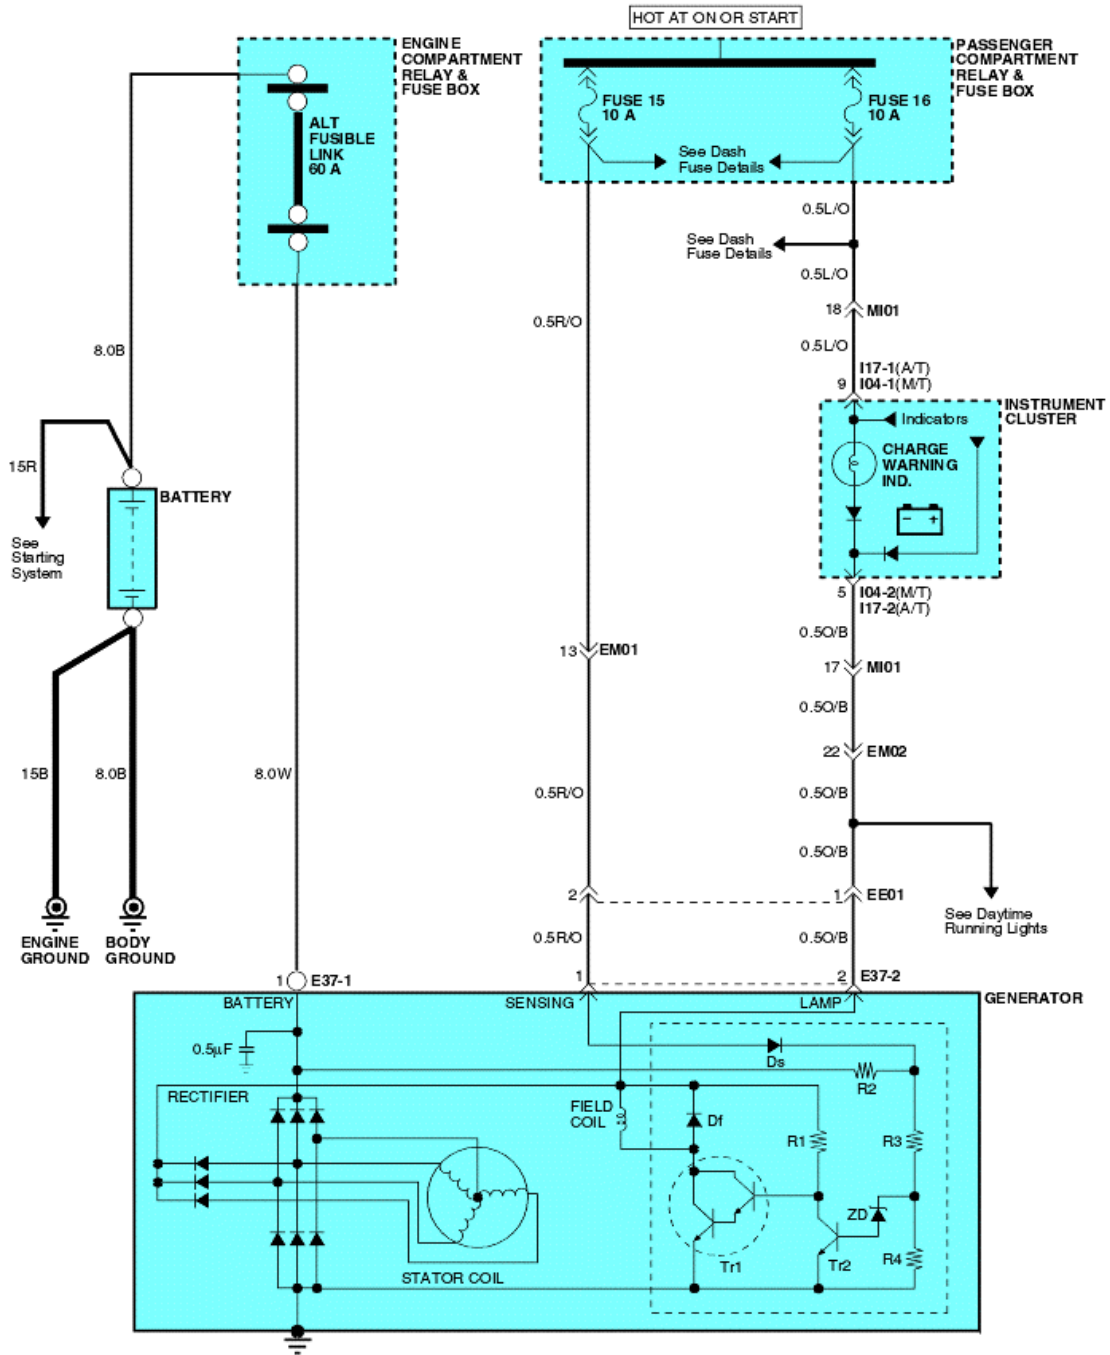 HOT AT ON OR START
ENGINE
COMPARTMENT
RELAY &
FUSE BOX
PASSENGER
COMPARTMENT
RELAY &
FUSE BOX
ALT
FUSIBLE
LINK
60 A
FUSE 15
10 A
FUSE 16
10 A
See Dash
Fuse Details
0.5L/O
See Dash
Fuse Details
0.5L/O
18 MI01
0.5R/O
0.5L/O
8.0B
I17-1(A/T)
9 I04-1(M/T)
INSTRUMENT
CLUSTER
Indicators
CHARGE
WARNING
IND.
- +
15R
BATTERY
See
Starting
System
5 I04-2(M/T)
I17-2(A/T)
0.5O/B
13 EM01
17 MI01
0.5O/B
22 EM02
15B
8.0B
8.0W
0.5R/O
0.5O/B
0.5O/B
2
1 EE01
See Daytime
Running Lights
ENGINE
GROUND
BODY
GROUND
0.5R/O
0.5O/B
1 E37-1
1
2 E37-2
BATTERY
SENSING
LAMP
GENERATOR
0.5μF
Ds
R2
RECTIFIER
FIELD
COIL
Df
R1
R3
ZD
Tr1
Tr2
R4
STATOR COIL